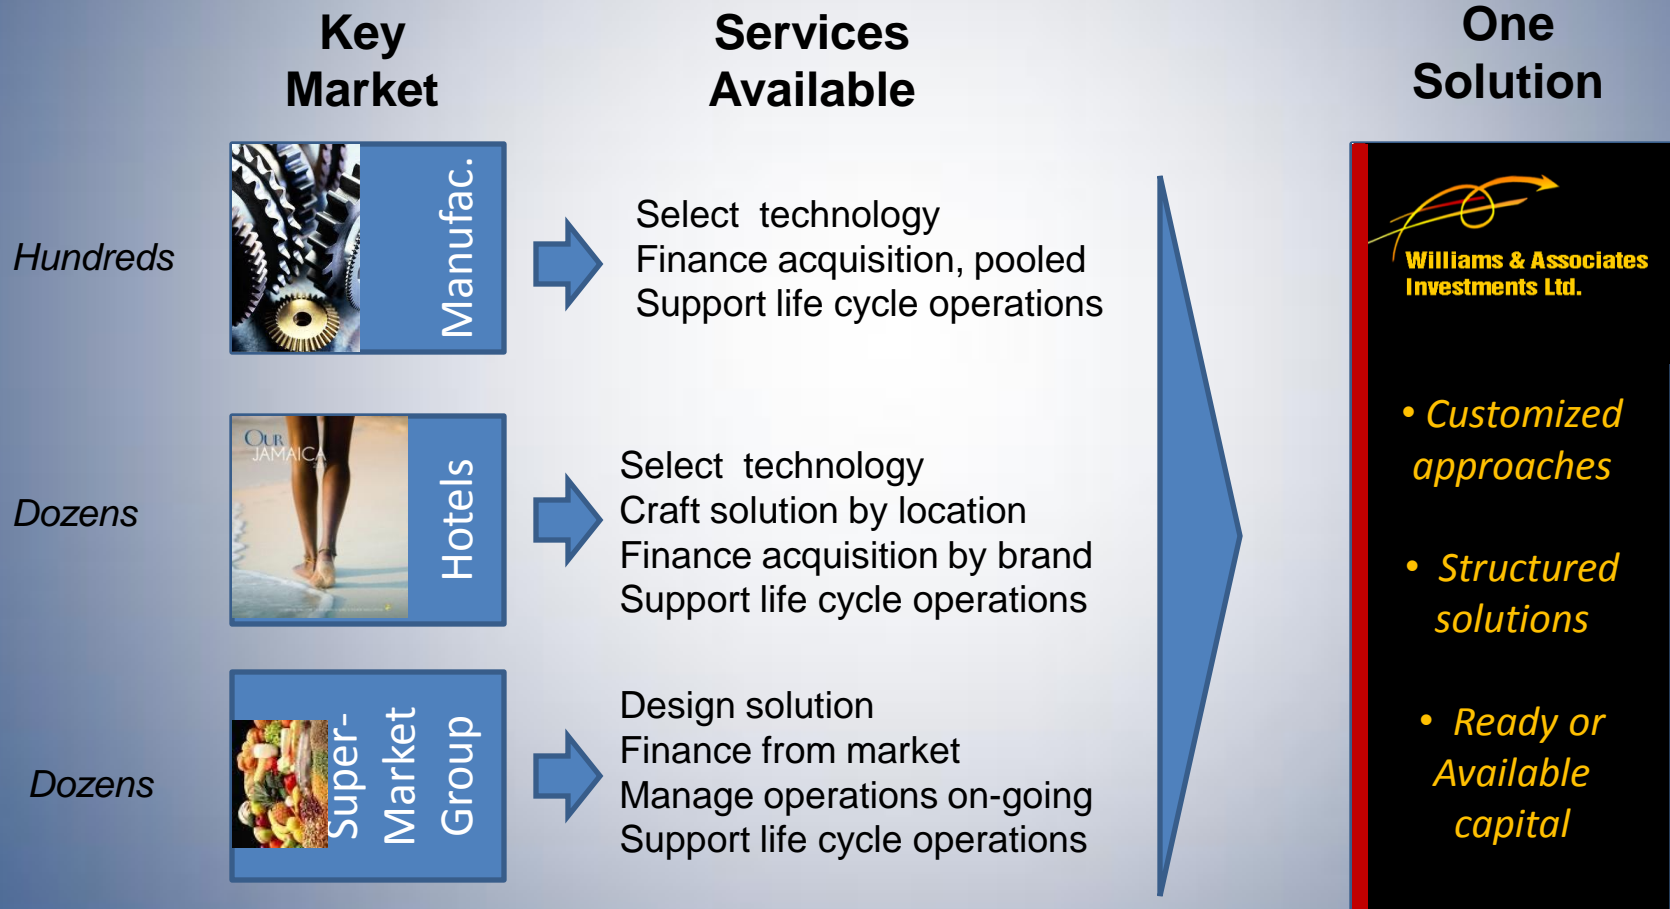 Key
Market
Services
Available
One
Solution
Hundreds
Manufac.
Select technology
Finance acquisition, pooled
Support life cycle operations
Dozens
OUR
JAMAICA
Hotels
Select technology
Craft solution by location
Finance acquisition by brand
Support life cycle operations
Dozens
Super-
Market
Group
Design solution
Finance from market
Manage operations on-going
Support life cycle operations
Williams & Associates
Investments Ltd.
• Customized
approaches
• Structured
solutions
• Ready or
Available
capital